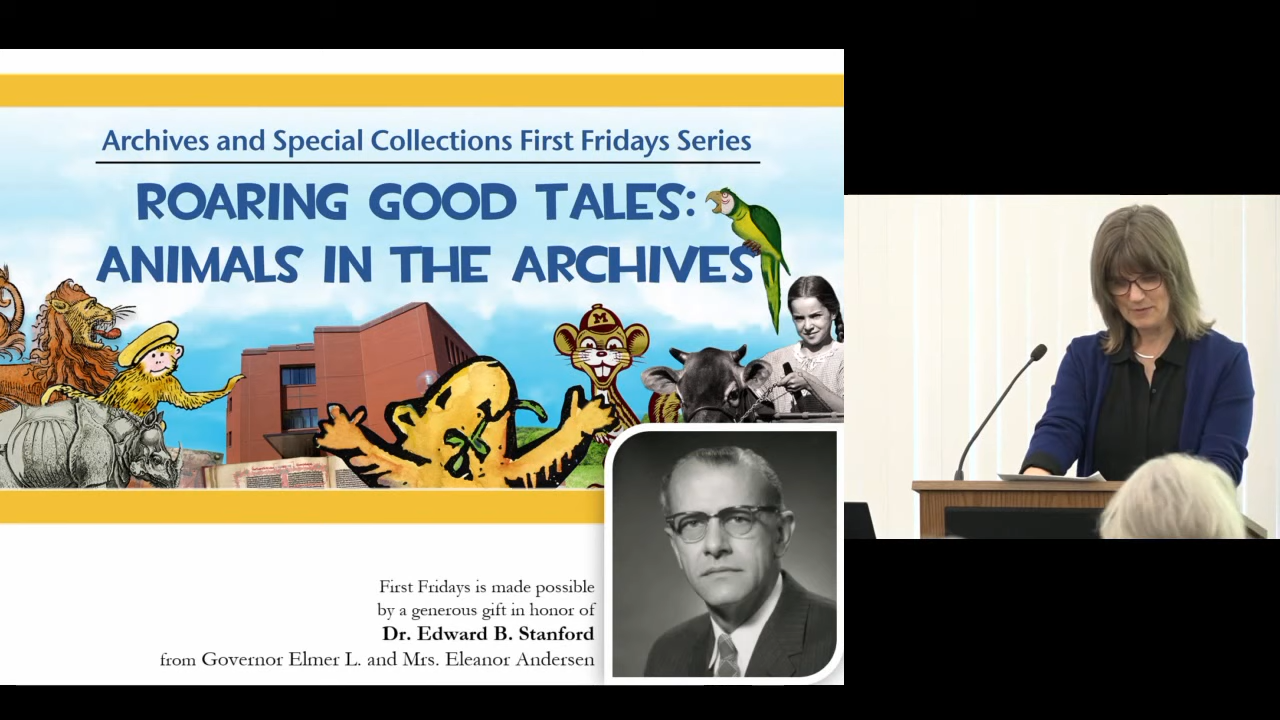 Archives and Special Collections First Fridays Series
ROARING GOOD TALES:
ANIMALS IN THE ARCHIVES
M
First Fridays is made possible
by a generous gift in honor of
Dr. Edward B. Stanford
from Governor Elmer L. and Mrs. Eleanor Andersen